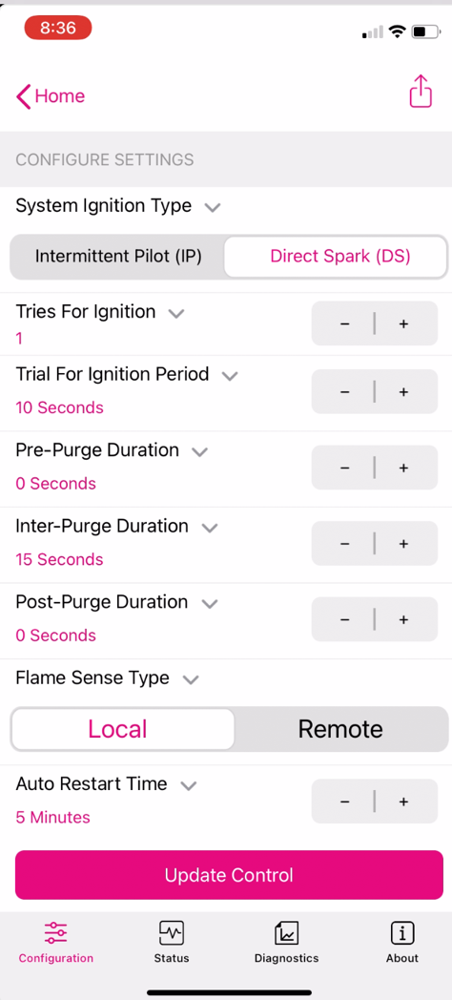 8:36
Home
CONFIGURE SETTINGS
System Ignition Type
Intermittent Pilot (IP) Direct Spark (DS)
Tries For Ignition
1
- | +
Trial For Ignition Period
10 Seconds
- | +
Pre-Purge Duration
0 Seconds
- | +
Inter-Purge Duration
15 Seconds
- | +
Post-Purge Duration
0 Seconds
- | +
Flame Sense Type
Local Remote
Auto Restart Time
5 Minutes
- | +
Update Control
Configuration Status Diagnostics About